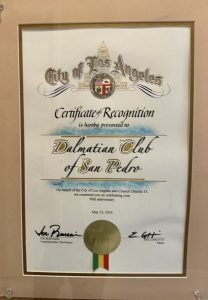 City of Los Angeles
Certificate of Recognition
is hereby presented to
Dalmatian Club
of San Pedro
On behalf of the City of Los Angeles and Council District 15,
we commend you on celebrating your
90th anniversary
May 15, 2016
JOE BUSCAINO